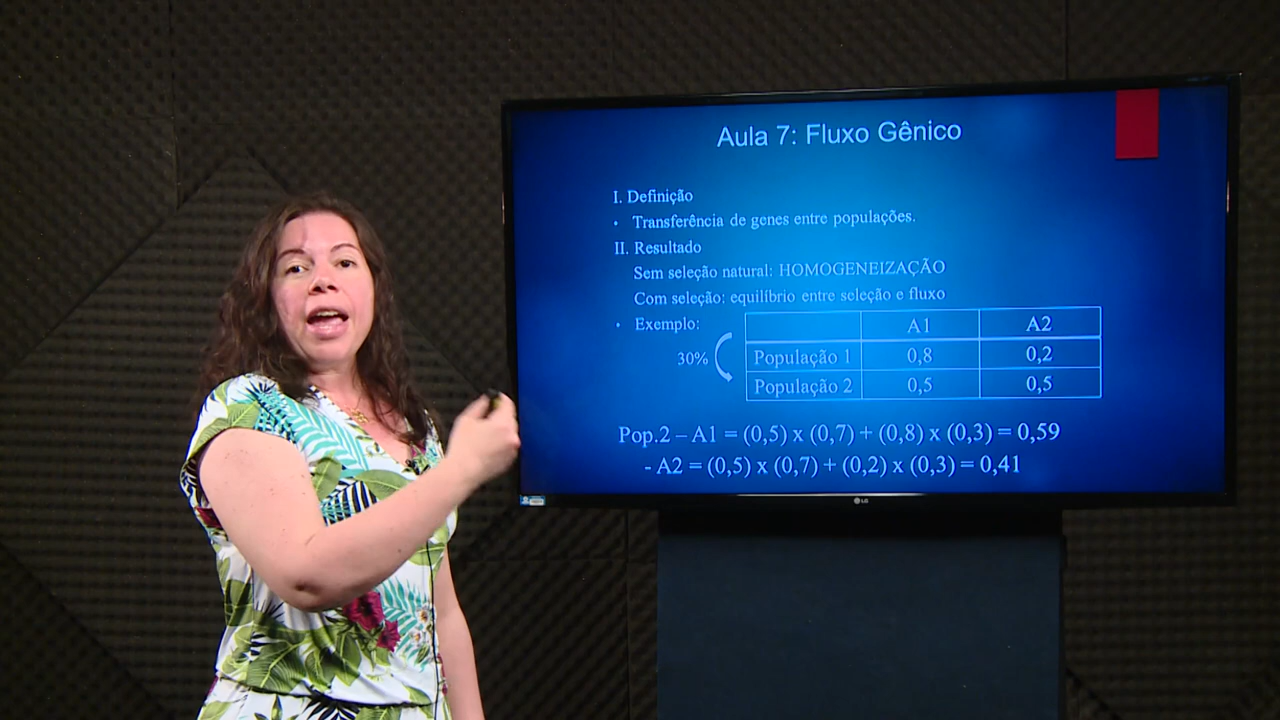 Aula 7: Fluxo Gênico
I. Definição
• Transferência de genes entre populações.
II. Resultado
Sem seleção natural: HOMOGENEIZAÇÃO
Com seleção: equilíbrio entre seleção e fluxo
• Exemplo:
A1 A2
30%
População 1 0,8 0,2
População 2 0,5 0,5
Pop.2 – A1 = (0,5) x (0,7) + (0,8) x (0,3) = 0,59
- A2 = (0,5) x (0,7) + (0,2) x (0,3) = 0,41
LG